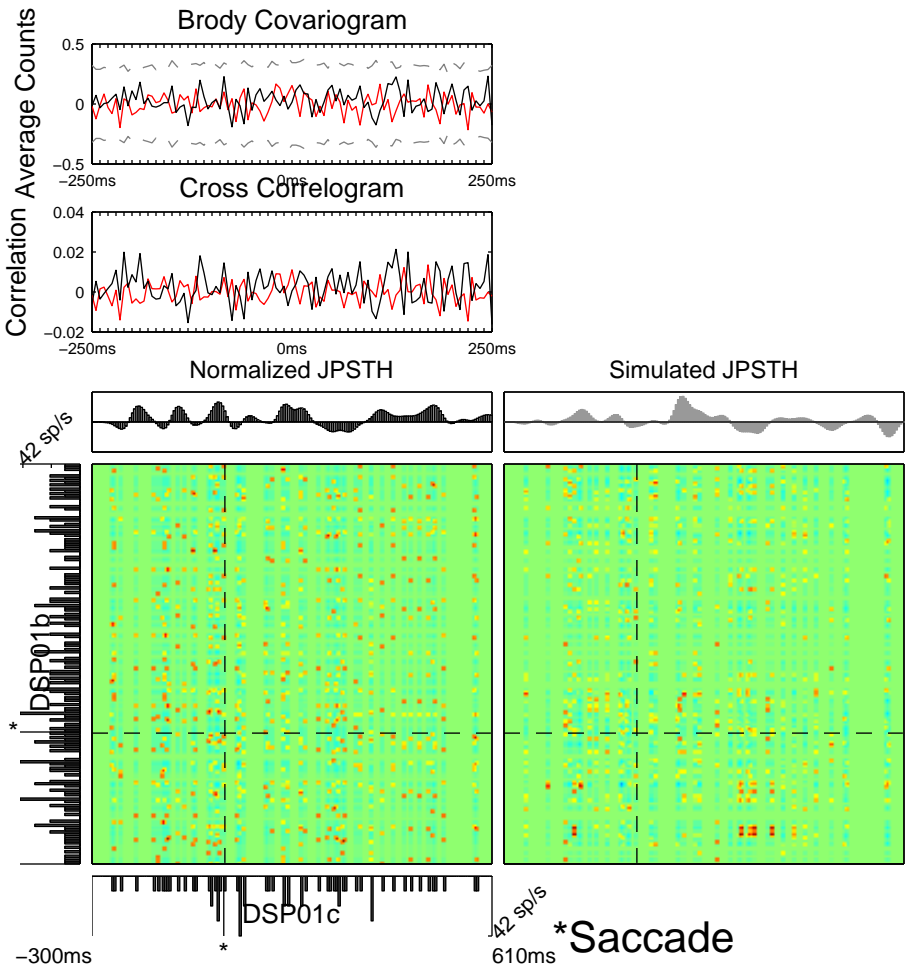 Brody Covariogram
Average Counts
0.5
0
−0.5
−250ms
0ms
250ms
Cross Correlogram
Correlation
0.04
0.02
0
−0.02
−250ms
0ms
250ms
Normalized JPSTH
Simulated JPSTH
42 sp/s
DSP01b
*
DSP01c
*
42 sp/s
−300ms
610ms
*Saccade